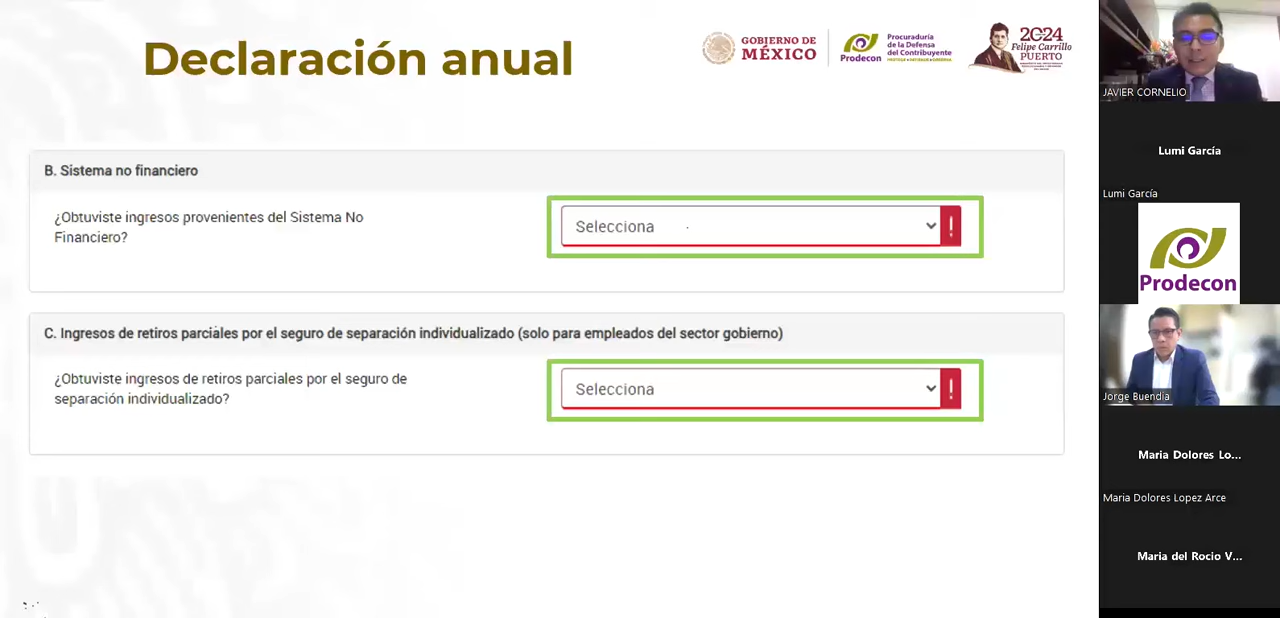 Declaración anual
GOBIERNO DE
MÉXICO
Prodecon
Procuraduría
de la Defensa
del Contribuyente
2024
Felipe Carrillo
PUERTO
B. Sistema no financiero
¿Obtuviste ingresos provenientes del Sistema No
Financiero?
Selecciona
!
C. Ingresos de retiros parciales por el seguro de separación individualizado (solo para empleados del sector gobierno)
¿Obtuviste ingresos de retiros parciales por el seguro de
separación individualizado?
Selecciona
!
JAVIER CORNELIO
Lumi García
Lumi García
Prodecon
Jorge Buendia
Maria Dolores Lo...
Maria Dolores Lopez Arce
Maria del Rocio V...